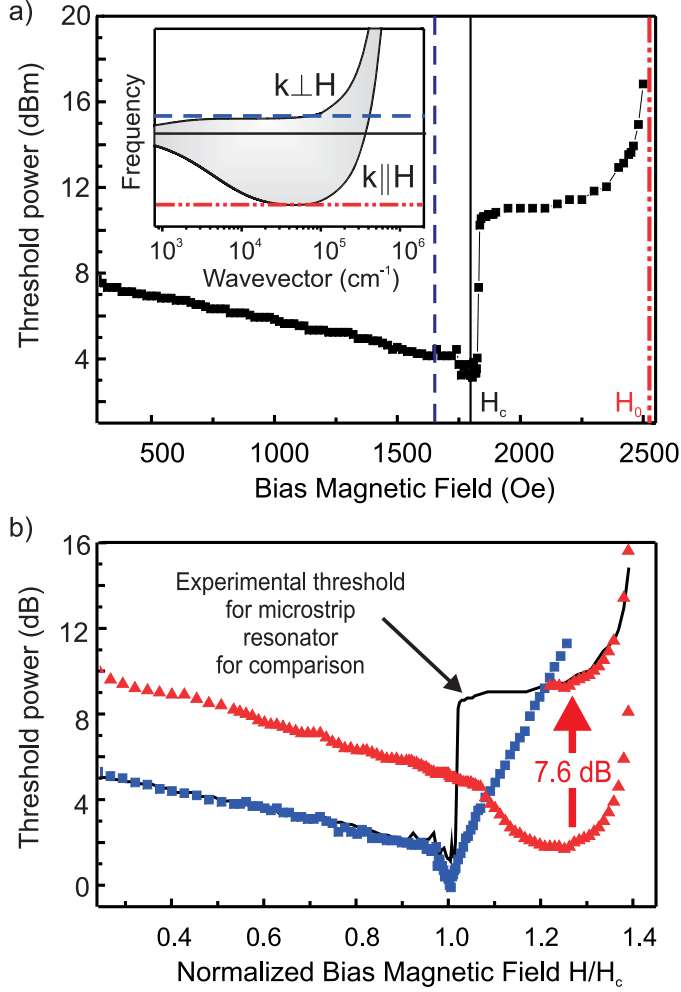 a)
20
16
12
8
4
Threshold power (dBm)
k⊥H
k||H
Frequency
10³ 10⁴ 10⁵ 10⁶
Wavevector (cm⁻¹)
H꜀
H₀
500 1000 1500 2000 2500
Bias Magnetic Field (Oe)
b)
16
12
8
4
0
Threshold power (dB)
Experimental threshold
for microstrip
resonator
for comparison
7.6 dB
0.4 0.6 0.8 1.0 1.2 1.4
Normalized Bias Magnetic Field H/H꜀